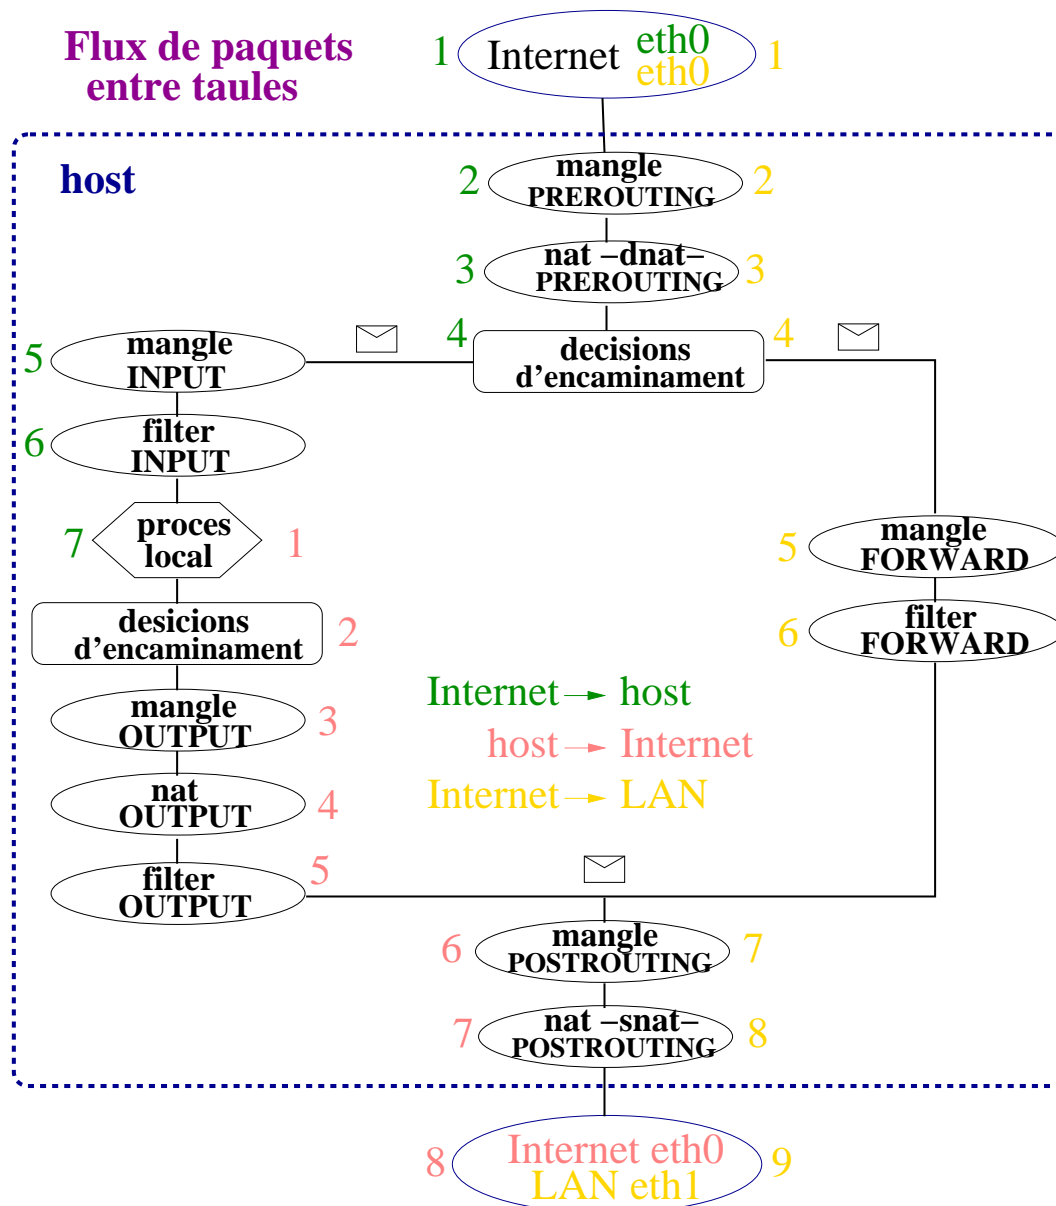 Flux de paquets
entre taules
1 Internet eth0 1
eth0
host
2 mangle 2
PREROUTING
3 nat –dnat– 3
PREROUTING
4 decisions 4
d'encaminament
5 mangle
INPUT
6 filter
INPUT
7 proces 1
local
5 mangle
FORWARD
desicions 2
d'encaminament
6 filter
FORWARD
mangle 3
OUTPUT
Internet host
host Internet
Internet LAN
nat 4
OUTPUT
filter 5
OUTPUT
6 mangle 7
POSTROUTING
7 nat –snat– 8
POSTROUTING
8 Internet eth0 9
LAN eth1